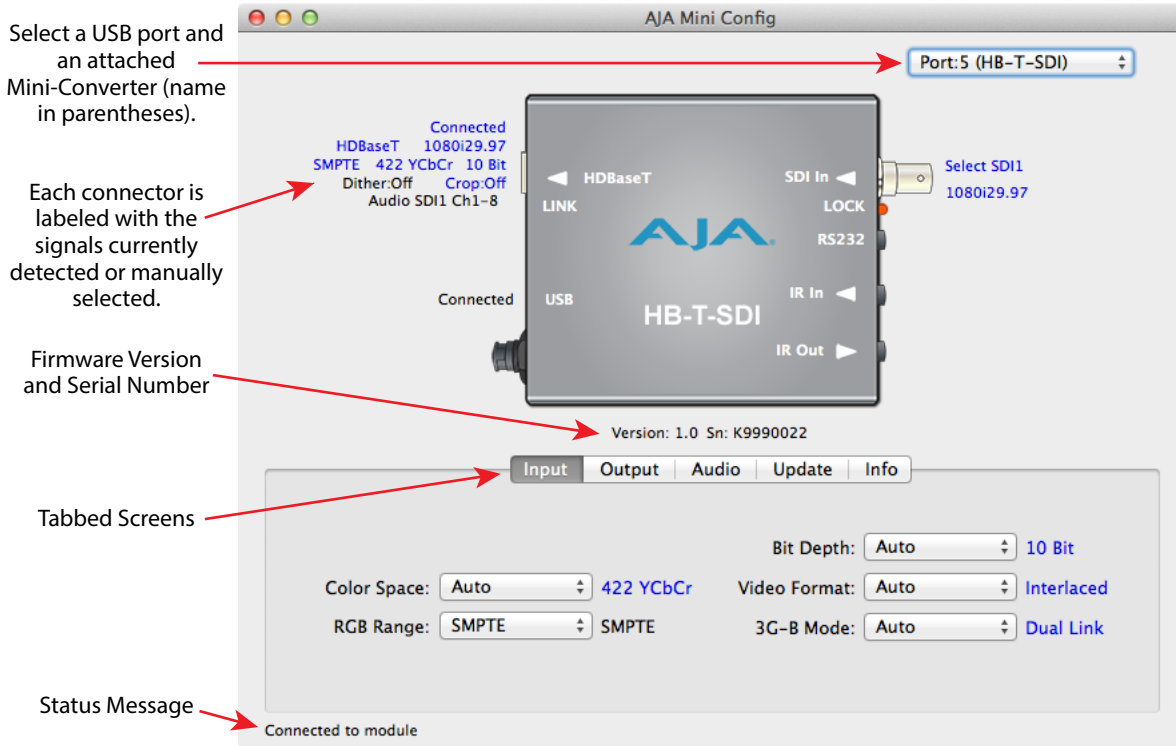 AJA Mini Config
Select a USB port and
an attached
Mini-Converter (name
in parentheses).
Port:5 (HB-T-SDI)
Connected
HDBaseT 1080i29.97
SMPTE 422 YCbCr 10 Bit
Dither:Off Crop:Off
Audio SDI1 Ch1-8
Each connector is
labeled with the
signals currently
detected or manually
selected.
HDBaseT
SDI In
Select SDI1
1080i29.97
LINK
LOCK
AJA
RS232
Connected
USB
IR In
HB-T-SDI
IR Out
Firmware Version
and Serial Number
Version: 1.0 Sn: K9990022
Input Output Audio Update Info
Tabbed Screens
Bit Depth: Auto 10 Bit
Color Space: Auto 422 YCbCr Video Format: Auto Interlaced
RGB Range: SMPTE SMPTE 3G-B Mode: Auto Dual Link
Status Message
Connected to module